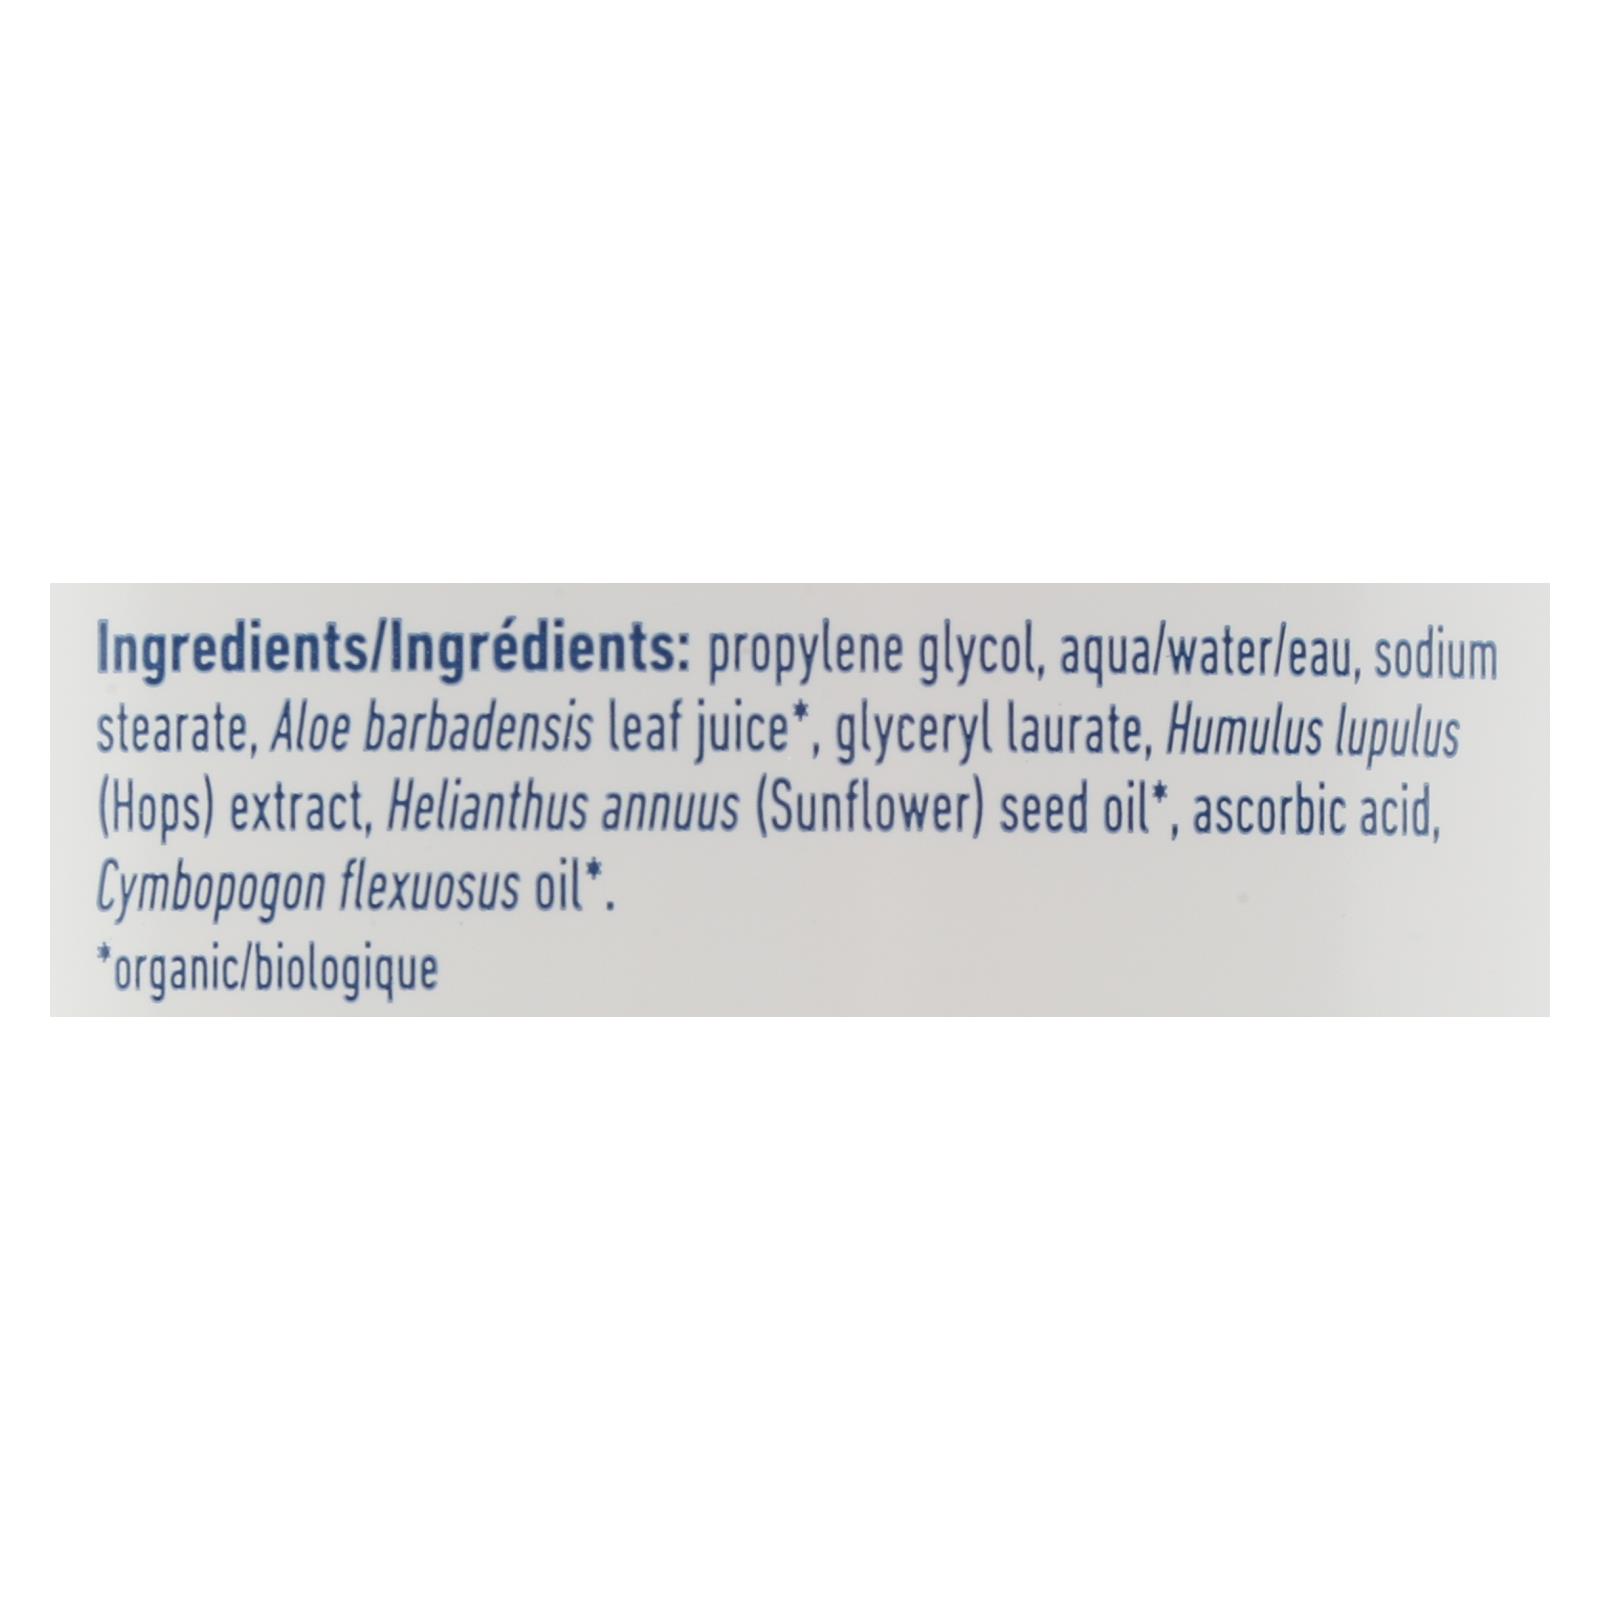 Ingredients/Ingrédients: propylene glycol, aqua/water/eau, sodium
stearate, Aloe barbadensis leaf juice*, glyceryl laurate, Humulus lupulus
(Hops) extract, Helianthus annuus (Sunflower) seed oil*, ascorbic acid,
Cymbopogon flexuosus oil*.
*organic/biologique